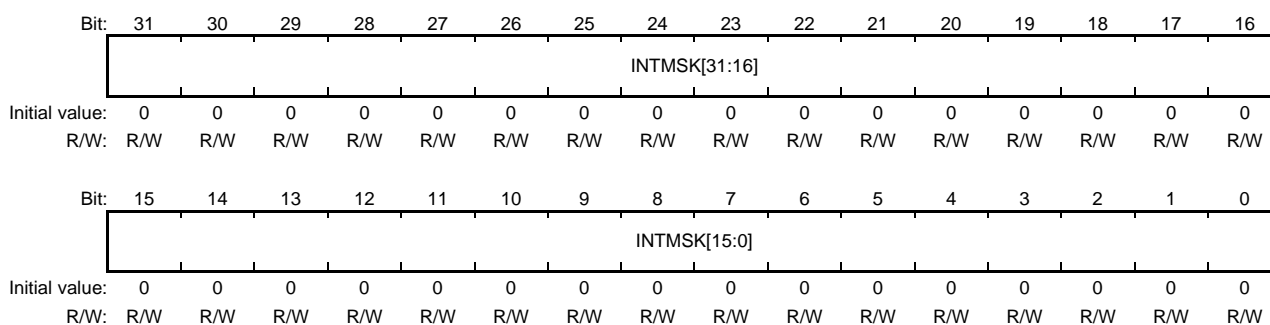 Bit: 31 30 29 28 27 26 25 24 23 22 21 20 19 18 17 16
INTMSK[31:16]
Initial value: 0 0 0 0 0 0 0 0 0 0 0 0 0 0 0 0
R/W: R/W R/W R/W R/W R/W R/W R/W R/W R/W R/W R/W R/W R/W R/W R/W R/W
Bit: 15 14 13 12 11 10 9 8 7 6 5 4 3 2 1 0
INTMSK[15:0]
Initial value: 0 0 0 0 0 0 0 0 0 0 0 0 0 0 0 0
R/W: R/W R/W R/W R/W R/W R/W R/W R/W R/W R/W R/W R/W R/W R/W R/W R/W